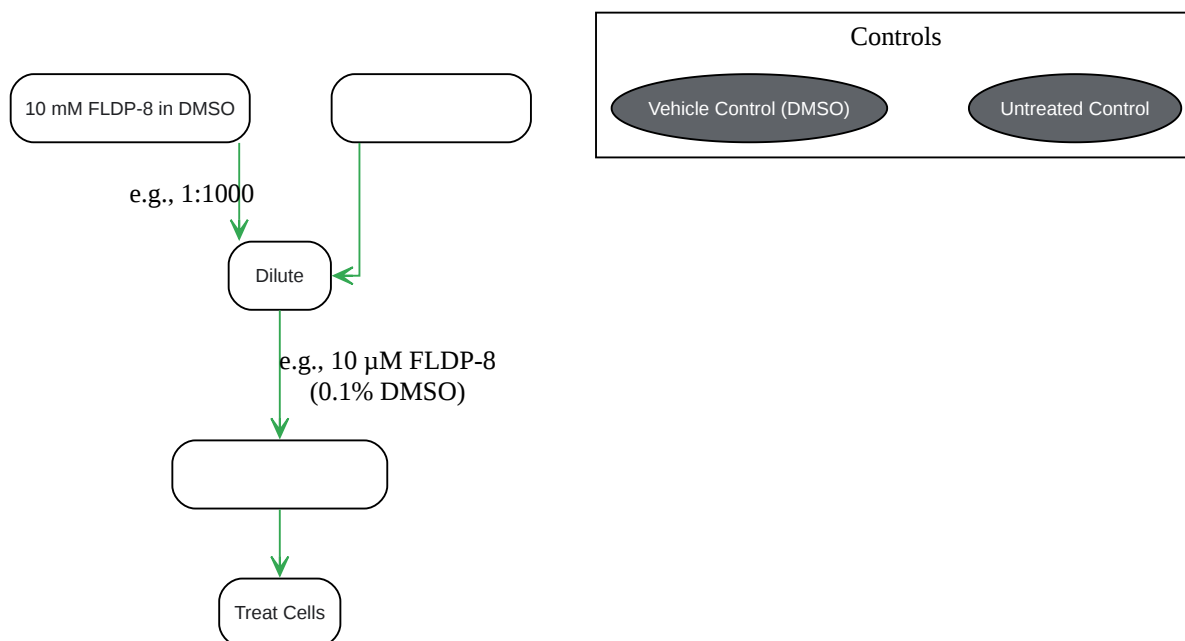 Controls
10 mM FLDP-8 in DMSO
Vehicle Control (DMSO)
Untreated Control
e.g., 1:1000
Dilute
e.g., 10 µM FLDP-8
(0.1% DMSO)
Treat Cells